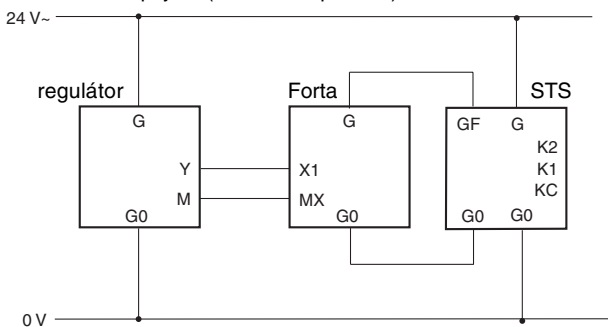 24 V~
regulátor Forta STS
G G GF G
K2
Y X1 K1
M MX KC
G0 G0 G0 G0
0 V